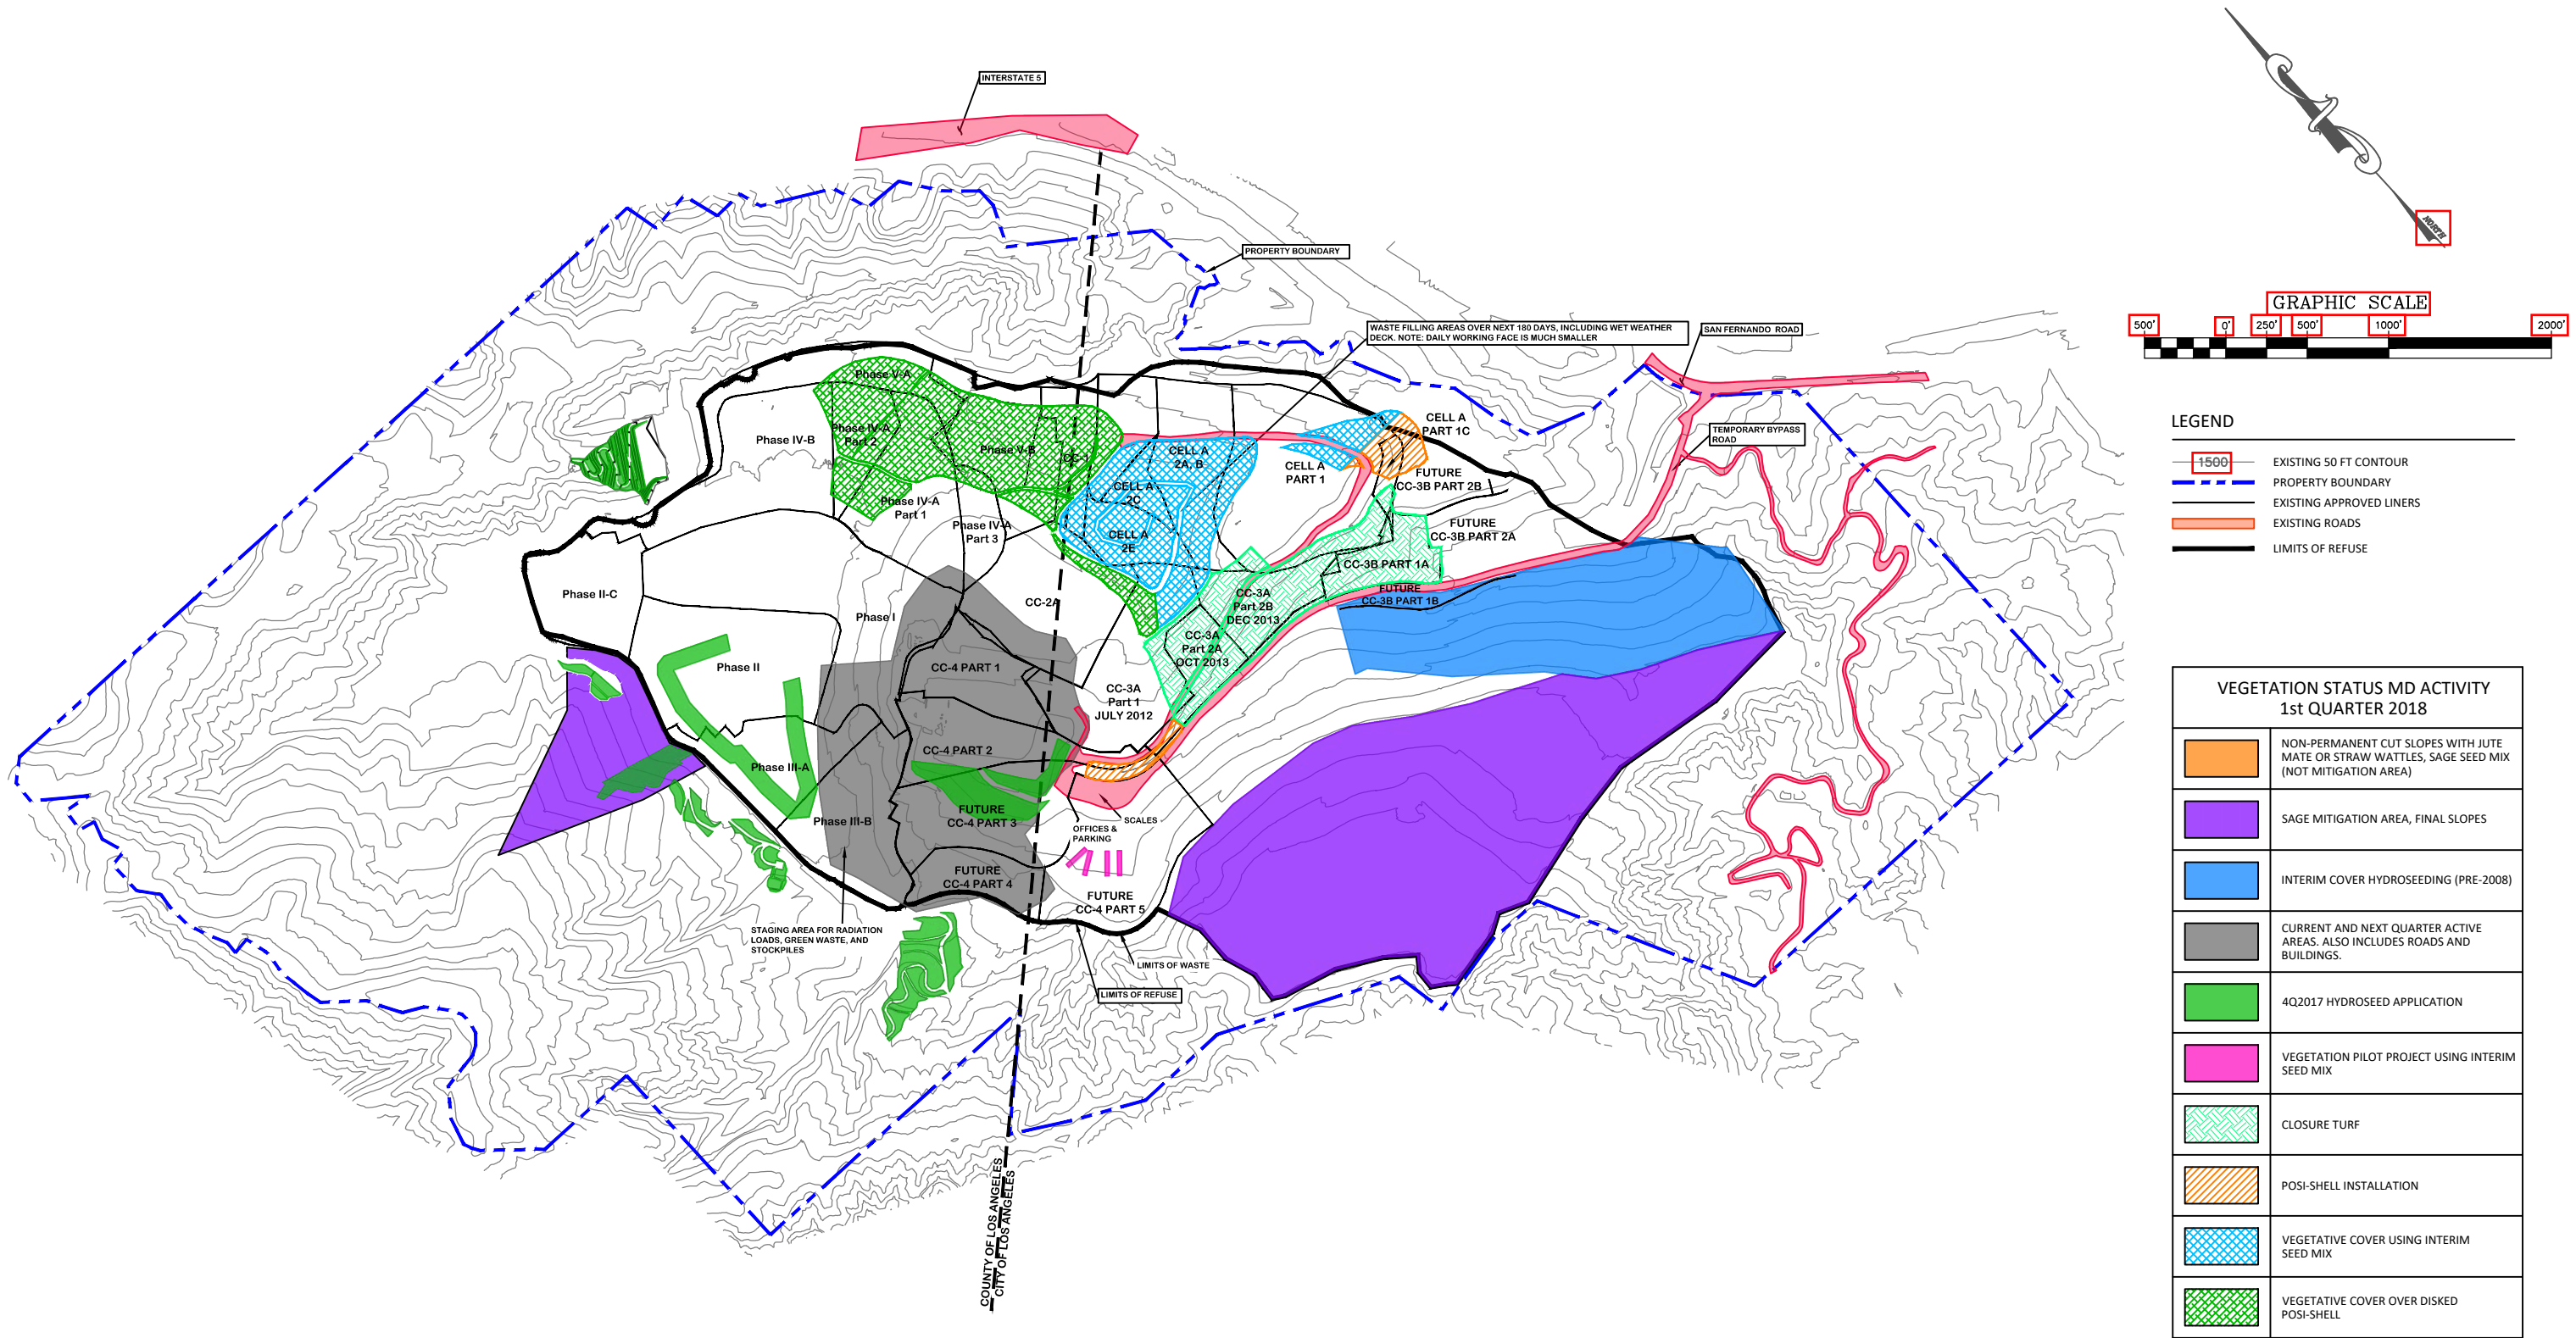 INTERSTATE 5
NORTH
PROPERTY BOUNDARY
GRAPHIC SCALE
500' 0' 250' 500' 1000' 2000'
WASTE FILLING AREAS OVER NEXT 180 DAYS, INCLUDING WET WEATHER
DECK. NOTE: DAILY WORKING FACE IS MUCH SMALLER
SAN FERNANDO ROAD
TEMPORARY BYPASS
ROAD
LEGEND
1500 EXISTING 50 FT CONTOUR
PROPERTY BOUNDARY
EXISTING APPROVED LINERS
EXISTING ROADS
LIMITS OF REFUSE
Phase V-A
Phase IV-A
Part 2
Phase IV-B
Phase V-B
CC-1
CELL A
2A, B
CELL A
PART 1C
CELL A
PART 1
FUTURE
CC-3B PART 2B
CELL A
2C
Phase IV-A
Part 1
Phase IV-A
Part 3
CELL A
2E
FUTURE
CC-3B PART 2A
CC-3B PART 1A
FUTURE
CC-3B PART 1B
Phase II-C
Phase I
CC-2A
CC-3A
Part 2B
DEC 2013
CC-3A
Part 2A
OCT 2013
Phase II
CC-4 PART 1
CC-3A
Part 1
JULY 2012
CC-4 PART 2
Phase III-A
Phase III-B
FUTURE
CC-4 PART 3
SCALES
OFFICES &
PARKING
FUTURE
CC-4 PART 4
FUTURE
CC-4 PART 5
STAGING AREA FOR RADIATION
LOADS, GREEN WASTE, AND
STOCKPILES
LIMITS OF WASTE
LIMITS OF REFUSE
COUNTY OF LOS ANGELES
CITY OF LOS ANGELES
VEGETATION STATUS MD ACTIVITY
1st QUARTER 2018
NON-PERMANENT CUT SLOPES WITH JUTE
MATE OR STRAW WATTLES, SAGE SEED MIX
(NOT MITIGATION AREA)
SAGE MITIGATION AREA, FINAL SLOPES
INTERIM COVER HYDROSEEDING (PRE-2008)
CURRENT AND NEXT QUARTER ACTIVE
AREAS. ALSO INCLUDES ROADS AND
BUILDINGS.
4Q2017 HYDROSEED APPLICATION
VEGETATION PILOT PROJECT USING INTERIM
SEED MIX
CLOSURE TURF
POSI-SHELL INSTALLATION
VEGETATIVE COVER USING INTERIM
SEED MIX
VEGETATIVE COVER OVER DISKED
POSI-SHELL